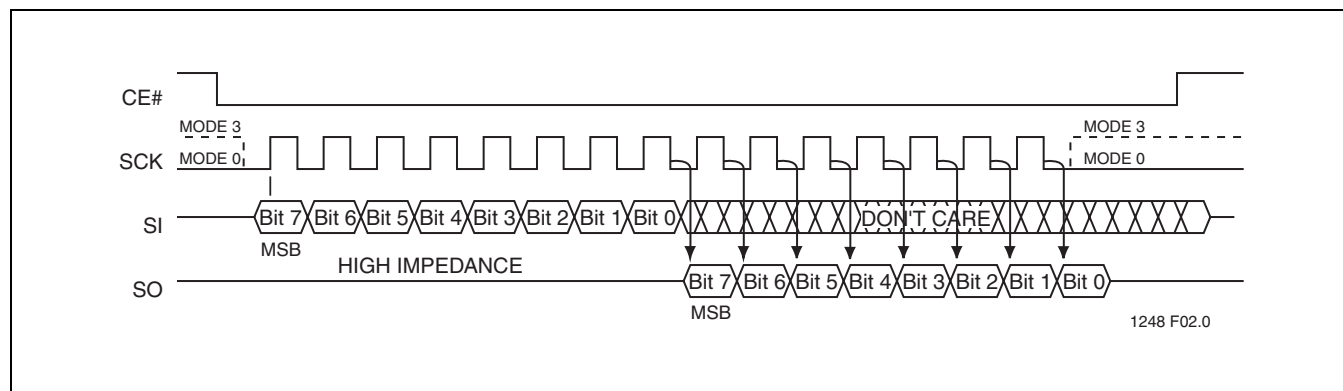 CE#
MODE 3
MODE 3
SCK
MODE 0
MODE 0
SI
Bit 7 Bit 6 Bit 5 Bit 4 Bit 3 Bit 2 Bit 1 Bit 0
DON'T CARE
MSB
HIGH IMPEDANCE
SO
Bit 7 Bit 6 Bit 5 Bit 4 Bit 3 Bit 2 Bit 1 Bit 0
MSB
1248 F02.0